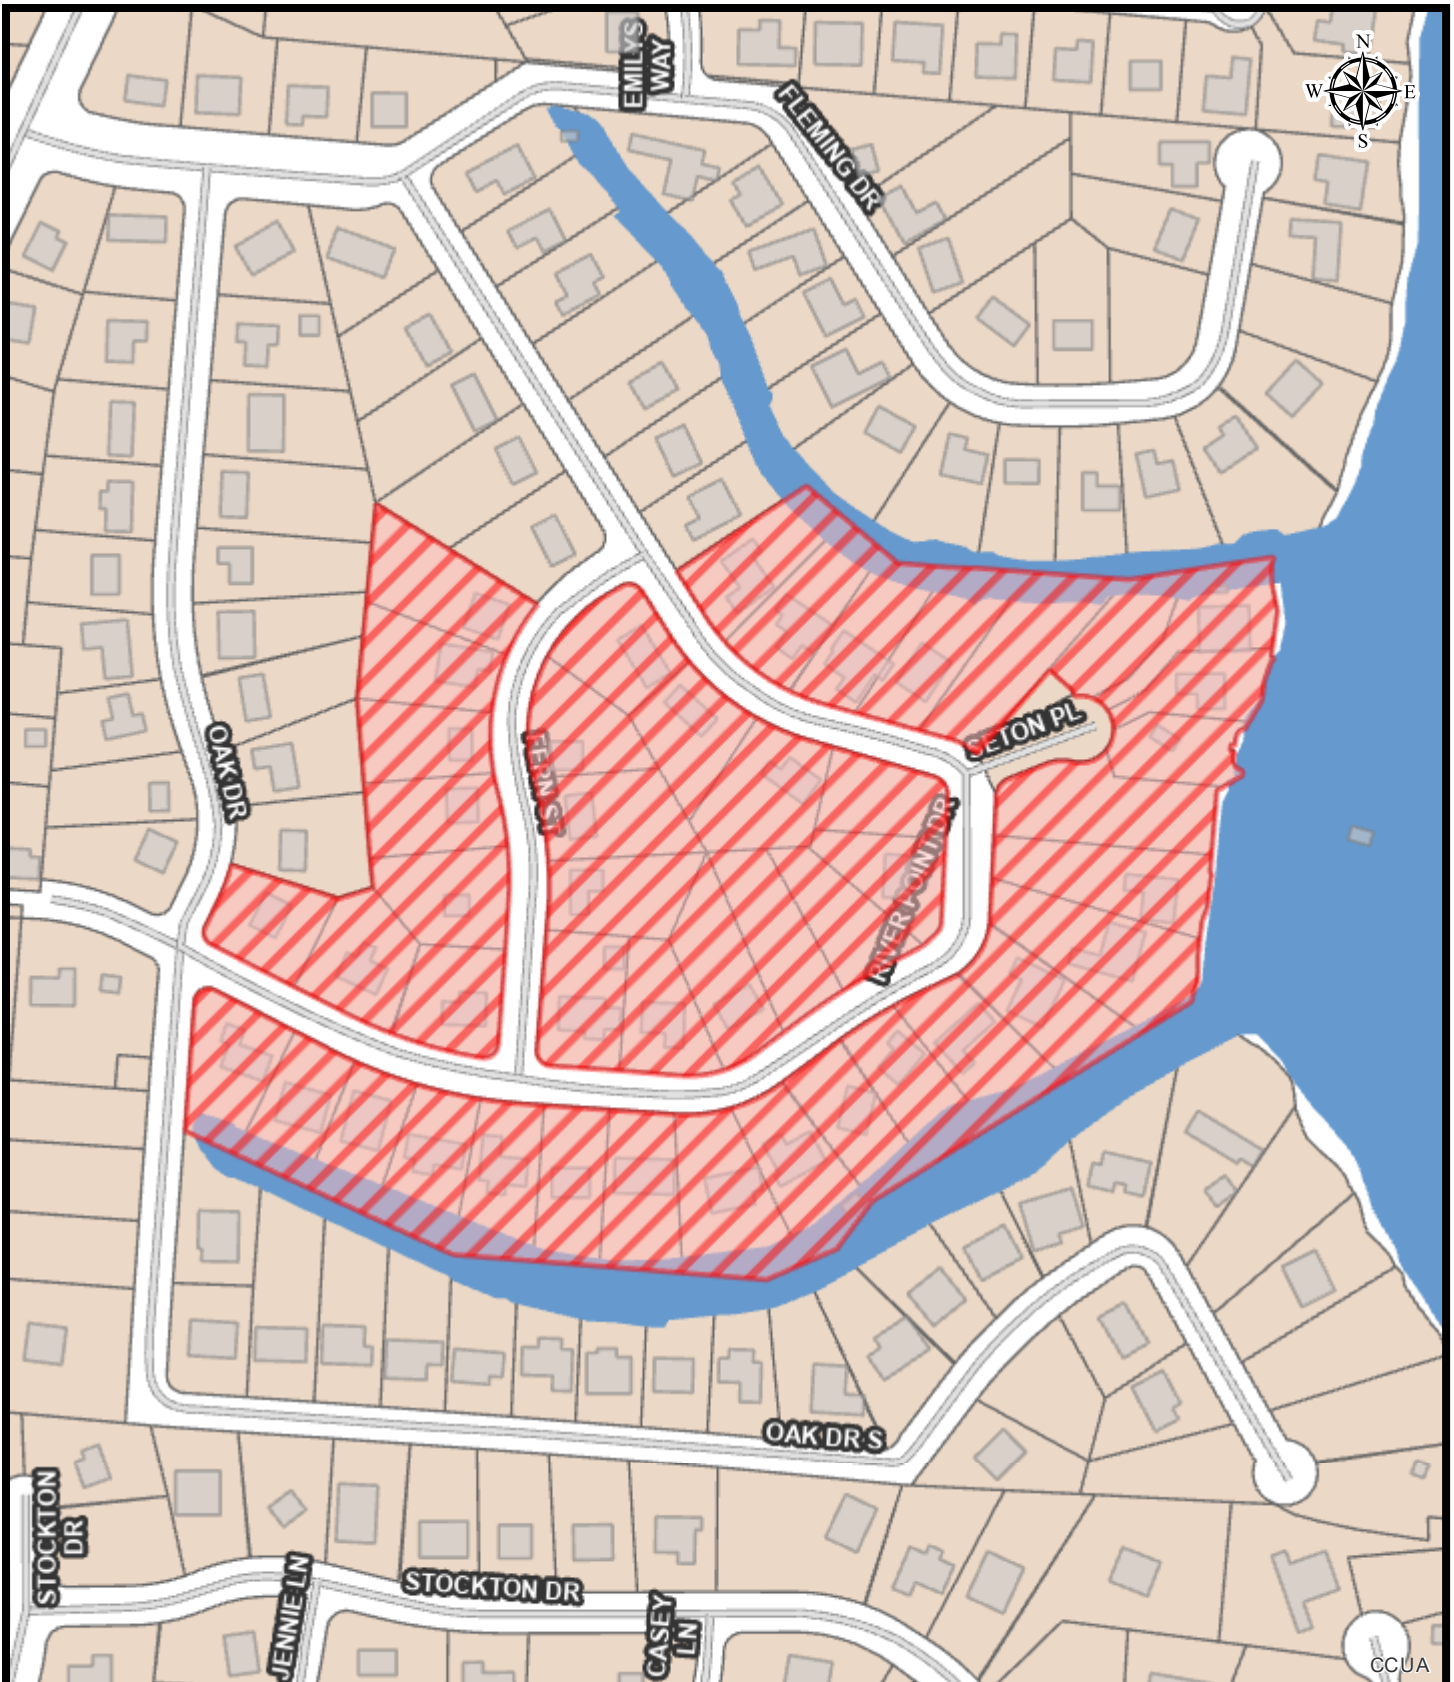 EMILYS
WAY
FLEMING DR
N
W
E
S
SETON PL
OAK DR
FERN ST
RIVER POINT DR
OAK DR S
STOCKTON
DR
STOCKTON DR
JENNIE LN
CASEY
LN
CCUA